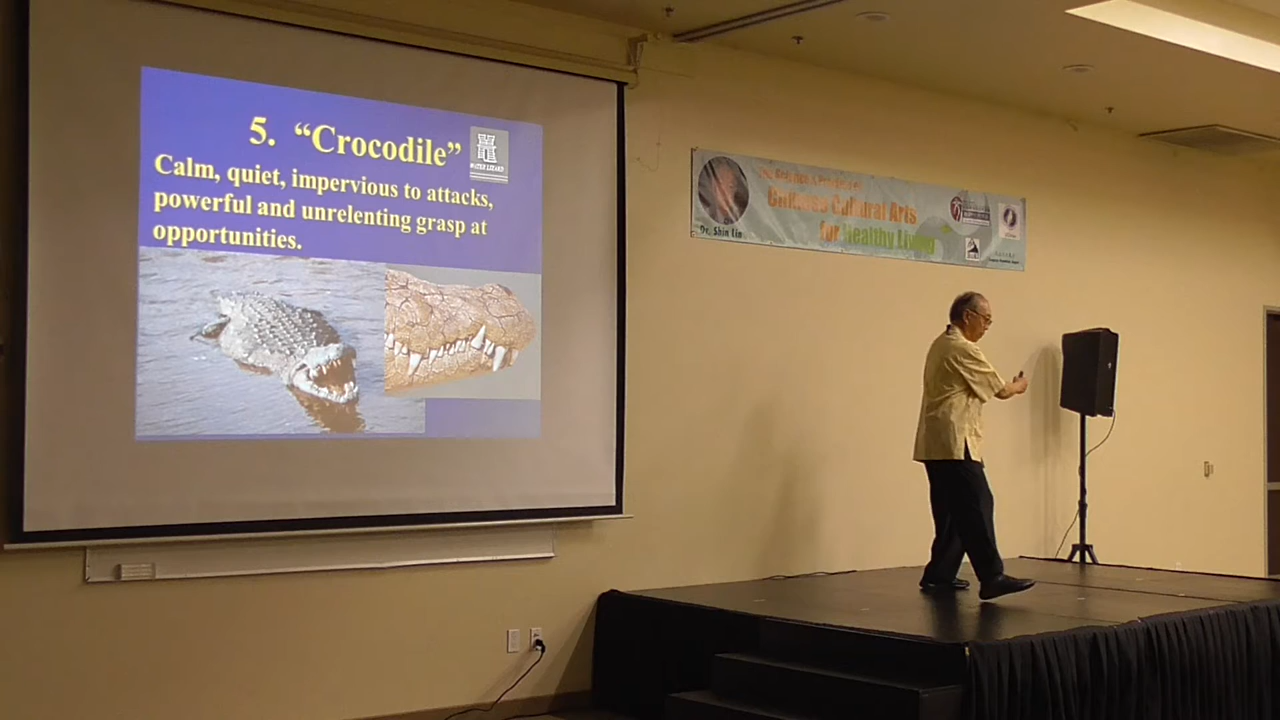 5. “Crocodile”
WATER LIZARD
Calm, quiet, impervious to attacks,
powerful and unrelenting grasp at
opportunities.
Chinese Cultural Arts
for Healthy Living
Dr. Shin Lin